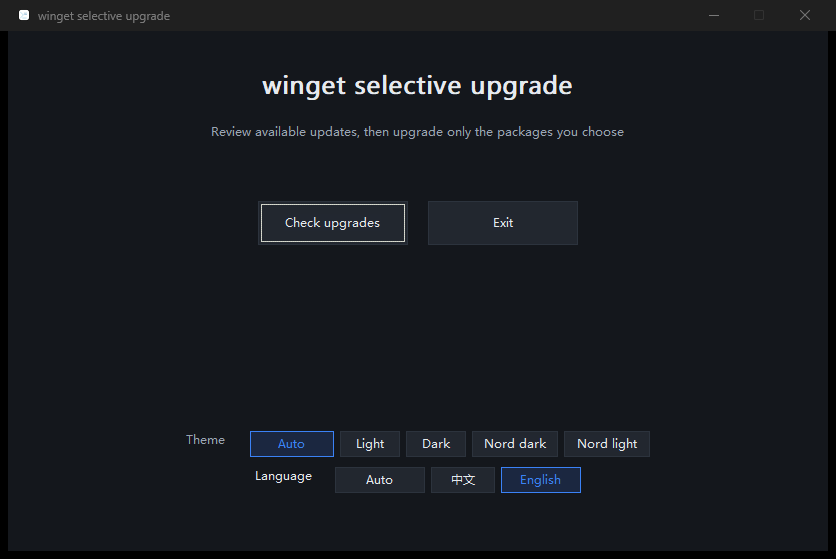 winget selective upgrade
winget selective upgrade
Review available updates, then upgrade only the packages you choose
Check upgrades Exit
Theme Auto Light Dark Nord dark Nord light
Language Auto 中文 English